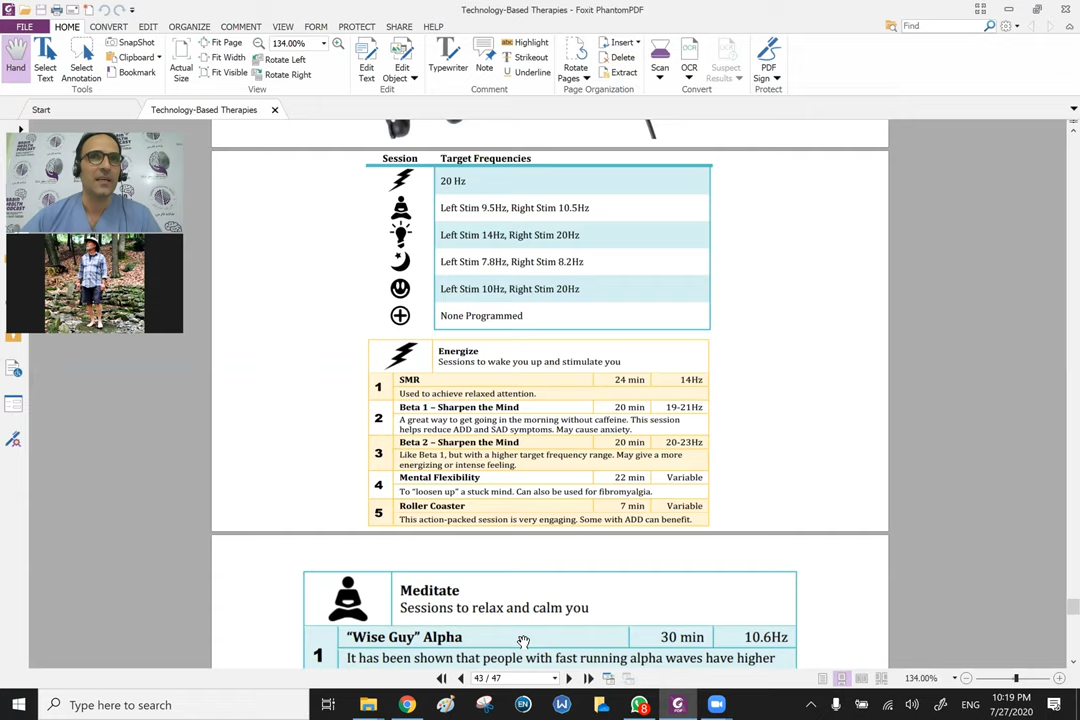 Technology-Based Therapies - Foxit PhantomPDF
FILE HOME CONVERT EDIT ORGANIZE COMMENT VIEW FORM PROTECT SHARE HELP Find
Hand
Select Text
Select Annotation
SnapShot
Clipboard
Bookmark
Tools
Actual Size
Fit Page
Fit Width
Fit Visible
134.00%
Rotate Left
Rotate Right
View
Edit Text
Edit Object
Edit
Typewriter
Note
Highlight
Strikeout
Underline
Comment
Rotate Pages
Insert
Delete
Extract
Page Organization
Scan
OCR
Suspect Results
Convert
PDF Sign
Protect
Start Technology-Based Therapies
Session Target Frequencies
20 Hz
Left Stim 9.5Hz, Right Stim 10.5Hz
Left Stim 14Hz, Right Stim 20Hz
Left Stim 7.8Hz, Right Stim 8.2Hz
Left Stim 10Hz, Right Stim 20Hz
None Programmed
Energize
Sessions to wake you up and stimulate you
1 SMR 24 min 14Hz
Used to achieve relaxed attention.
2 Beta 1 – Sharpen the Mind 20 min 19-21Hz
A great way to get going in the morning without caffeine. This session
helps reduce ADD and SAD symptoms. May cause anxiety.
3 Beta 2 – Sharpen the Mind 20 min 20-23Hz
Like Beta 1, but with a higher target frequency range. May give a more
energizing or intense feeling.
4 Mental Flexibility 22 min Variable
To “loosen up” a stuck mind. Can also be used for fibromyalgia.
5 Roller Coaster 7 min Variable
This action-packed session is very engaging. Some with ADD can benefit.
Meditate
Sessions to relax and calm you
1 “Wise Guy” Alpha 30 min 10.6Hz
It has been shown that people with fast running alpha waves have higher
43 / 47 134.00%
Type here to search
EN
8
ENG
10:19 PM
7/27/2020